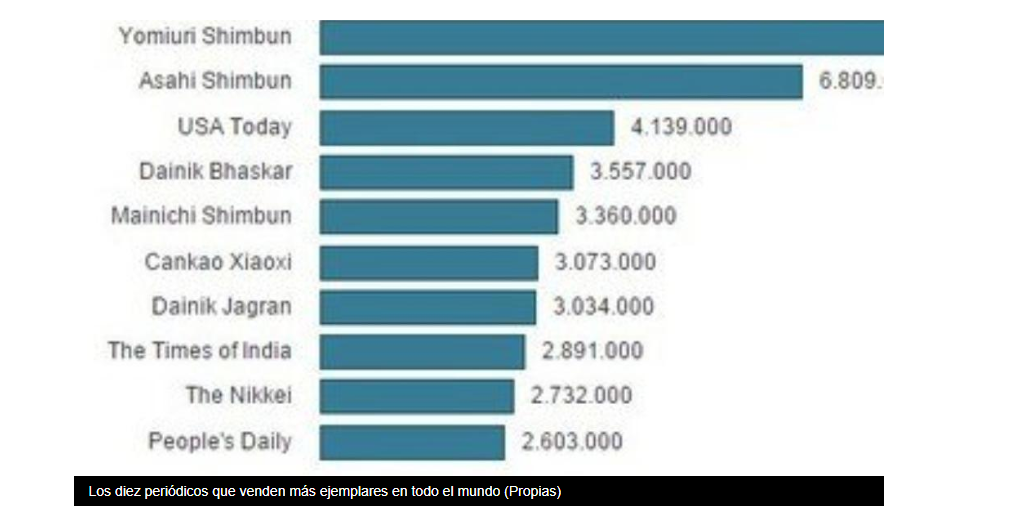 Yomiuri Shimbun
Asahi Shimbun 6.809.
USA Today 4.139.000
Dainik Bhaskar 3.557.000
Mainichi Shimbun 3.360.000
Cankao Xiaoxi 3.073.000
Dainik Jagran 3.034.000
The Times of India 2.891.000
The Nikkei 2.732.000
People's Daily 2.603.000
Los diez periódicos que venden más ejemplares en todo el mundo (Propias)